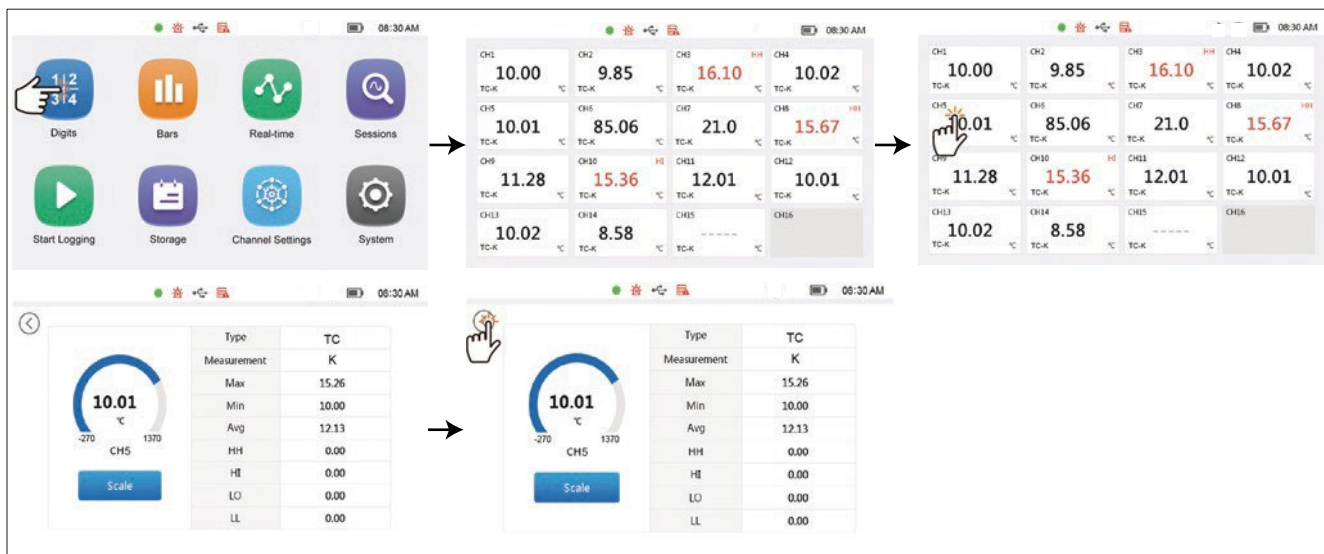 08:30 AM
1 2
3 4
Digits
Bars
Real-time
Sessions
Start Logging
Storage
Channel Settings
System
08:30 AM
CH1 CH2 CH3 HH CH4
10.00 9.85 16.10 10.02
TC-K ℃ TC-K ℃ TC-K ℃ TC-K ℃
CH5 CH6 CH7 CH8 HH
10.01 85.06 21.0 15.67
TC-K ℃ TC-K ℃ TC-K ℃ TC-K ℃
CH9 CH10 HI CH11 CH12
11.28 15.36 12.01 10.01
TC-K ℃ TC-K ℃ TC-K ℃ TC-K ℃
CH13 CH14 CH15 CH16
10.02 8.58 -----
TC-K ℃ TC-K ℃ TC-K ℃
08:30 AM
CH1 CH2 CH3 HH CH4
10.00 9.85 16.10 10.02
TC-K ℃ TC-K ℃ TC-K ℃ TC-K ℃
CH5 CH6 CH7 CH8 HH
0.01 85.06 21.0 15.67
TC-K ℃ TC-K ℃ TC-K ℃
CH9 CH10 HI CH11 CH12
11.28 15.36 12.01 10.01
TC-K ℃ TC-K ℃ TC-K ℃ TC-K ℃
CH13 CH14 CH15 CH16
10.02 8.58 -----
TC-K ℃ TC-K ℃ TC-K ℃
08:30 AM
10.01
℃
-270 1370
CH5
Scale
Type TC
Measurement K
Max 15.26
Min 10.00
Avg 12.13
HH 0.00
HI 0.00
LO 0.00
LL 0.00
08:30 AM
10.01
℃
-270 1370
CH5
Scale
Type TC
Measurement K
Max 15.26
Min 10.00
Avg 12.13
HH 0.00
HI 0.00
LO 0.00
LL 0.00